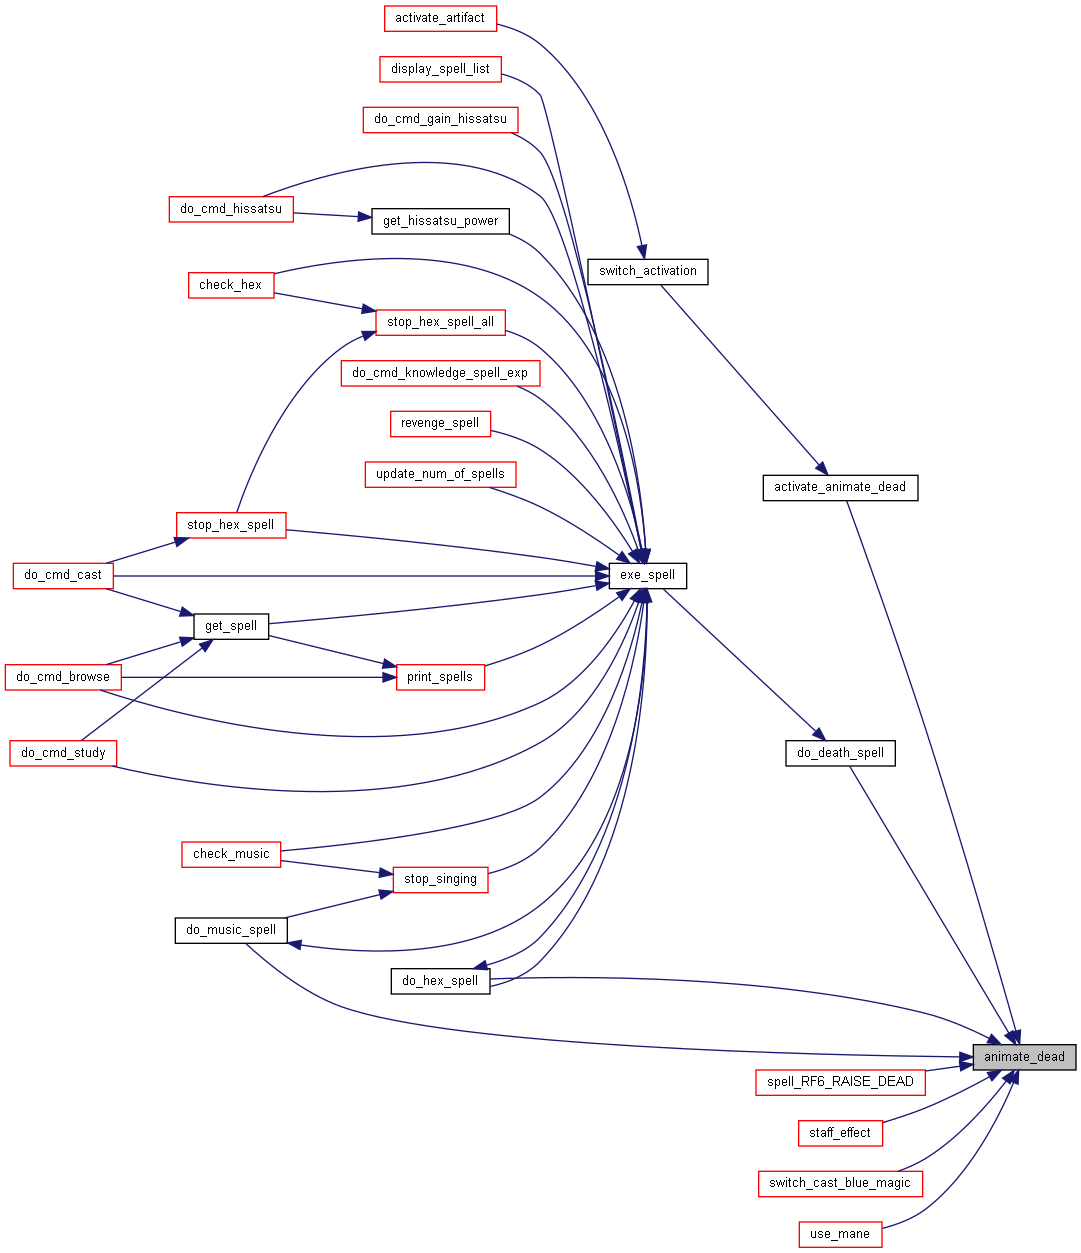 activate_artifact
display_spell_list
do_cmd_gain_hissatsu
do_cmd_hissatsu
get_hissatsu_power
switch_activation
check_hex
stop_hex_spell_all
do_cmd_knowledge_spell_exp
revenge_spell
update_num_of_spells
activate_animate_dead
stop_hex_spell
do_cmd_cast
exe_spell
get_spell
do_cmd_browse
print_spells
do_cmd_study
do_death_spell
check_music
stop_singing
do_music_spell
do_hex_spell
animate_dead
spell_RF6_RAISE_DEAD
staff_effect
switch_cast_blue_magic
use_mane